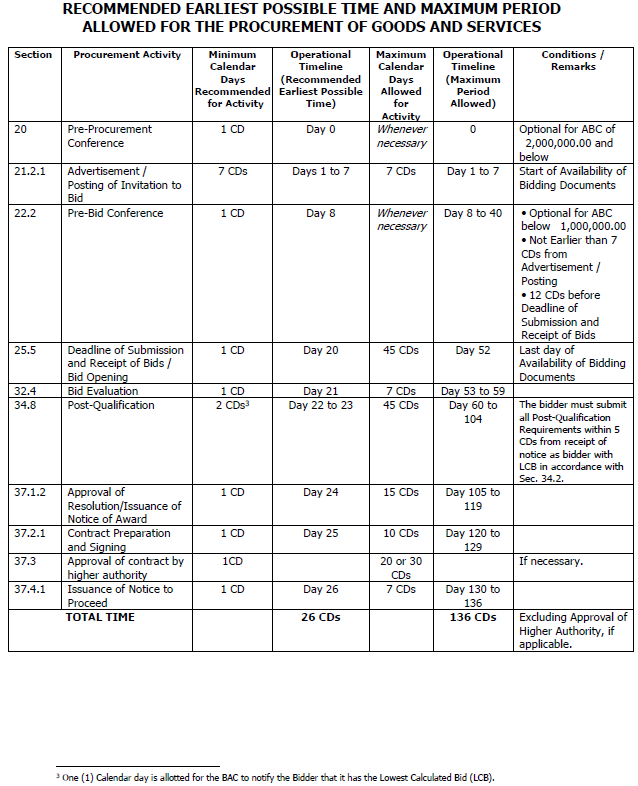 RECOMMENDED EARLIEST POSSIBLE TIME AND MAXIMUM PERIOD
ALLOWED FOR THE PROCUREMENT OF GOODS AND SERVICES
Section
Procurement Activity
Minimum
Calendar
Days
Recommended
for Activity
Operational
Timeline
(Recommended
Earliest Possible
Time)
Maximum
Calendar
Days
Allowed
for
Activity
Operational
Timeline
(Maximum
Period
Allowed)
Conditions /
Remarks
20
Pre-Procurement
Conference
1 CD
Day 0
Whenever
necessary
0
Optional for ABC of
2,000,000.00 and
below
21.2.1
Advertisement /
Posting of Invitation to
Bid
7 CDs
Days 1 to 7
7 CDs
Day 1 to 7
Start of Availability of
Bidding Documents
22.2
Pre-Bid Conference
1 CD
Day 8
Whenever
necessary
Day 8 to 40
• Optional for ABC
below 1,000,000.00
• Not Earlier than 7
CDs from
Advertisement /
Posting
• 12 CDs before
Deadline of
Submission and
Receipt of Bids
25.5
Deadline of Submission
and Receipt of Bids /
Bid Opening
1 CD
Day 20
45 CDs
Day 52
Last day of
Availability of Bidding
Documents
32.4
Bid Evaluation
1 CD
Day 21
7 CDs
Day 53 to 59
34.8
Post-Qualification
2 CDs³
Day 22 to 23
45 CDs
Day 60 to
104
The bidder must submit
all Post-Qualification
Requirements within 5
CDs from receipt of
notice as bidder with
LCB in accordance with
Sec. 34.2.
37.1.2
Approval of
Resolution/Issuance of
Notice of Award
1 CD
Day 24
15 CDs
Day 105 to
119
37.2.1
Contract Preparation
and Signing
1 CD
Day 25
10 CDs
Day 120 to
129
37.3
Approval of contract by
higher authority
1CD
20 or 30
CDs
If necessary.
37.4.1
Issuance of Notice to
Proceed
1 CD
Day 26
7 CDs
Day 130 to
136
TOTAL TIME
26 CDs
136 CDs
Excluding Approval of
Higher Authority, if
applicable.
³ One (1) Calendar day is allotted for the BAC to notify the Bidder that it has the Lowest Calculated Bid (LCB).